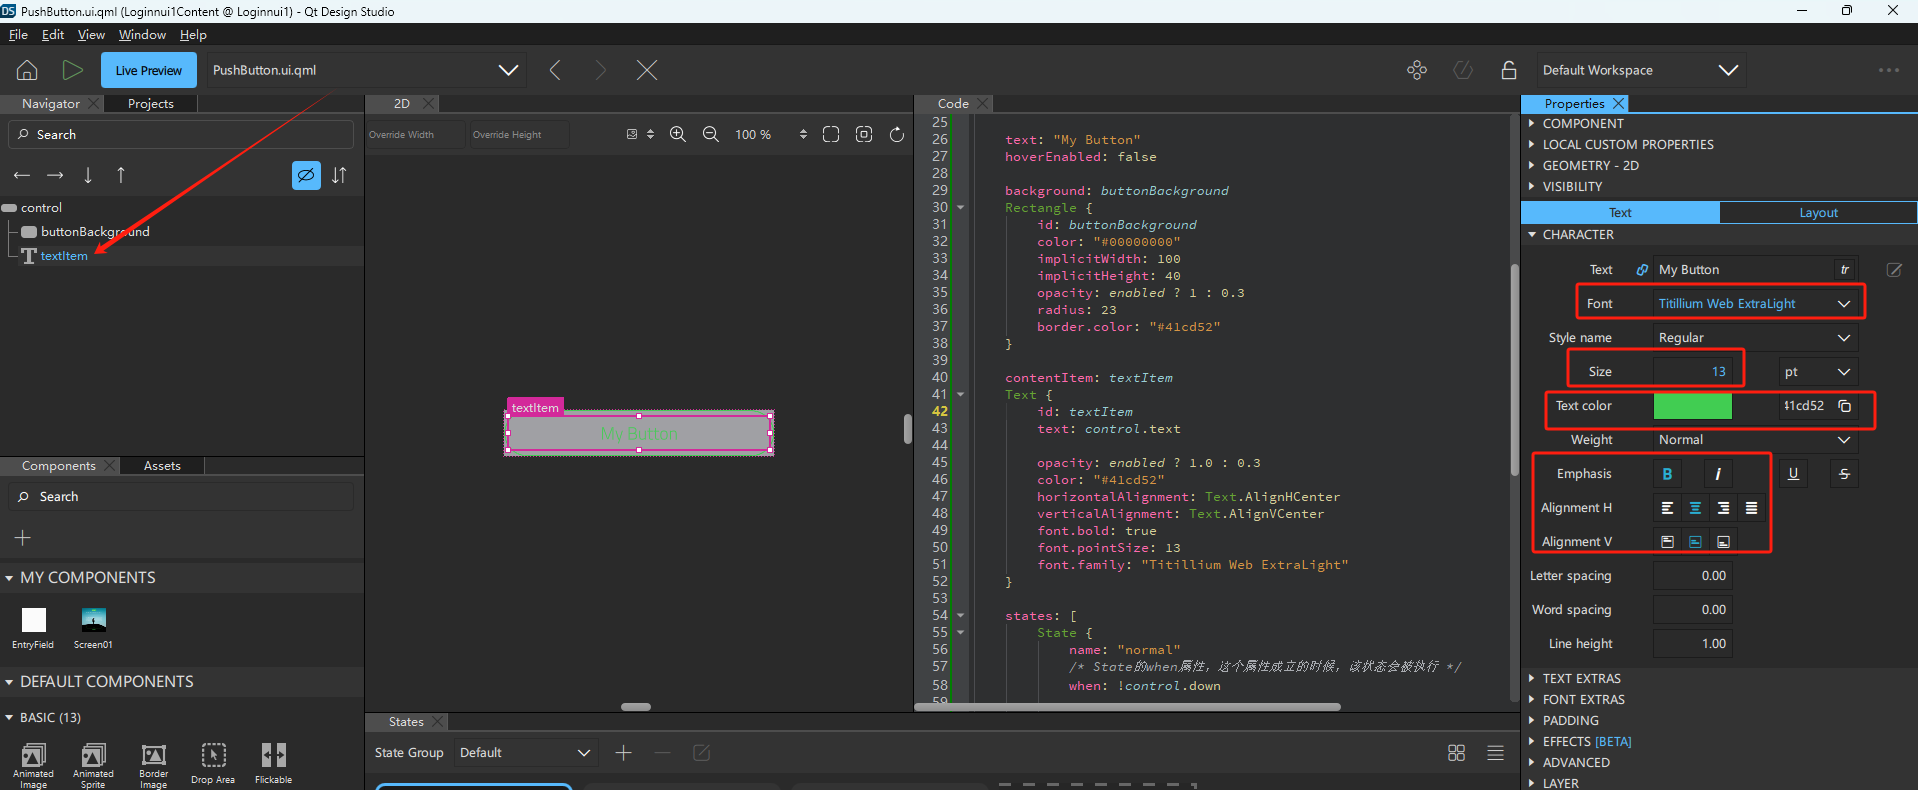 DS PushButton.ui.qml (Loginnui1Content @ Loginnui1) - Qt Design Studio
File Edit View Window Help
Live Preview PushButton.ui.qml Default Workspace
Navigator Projects
Search
control
buttonBackground
textItem
Components Assets
Search
MY COMPONENTS
EntryField Screen01
DEFAULT COMPONENTS
BASIC (13)
Animated Image
Animated Sprite
Border Image
Drop Area
Flickable
2D
Override Width Override Height 100 %
textItem
My Button
Code
25
26 text: "My Button"
27 hoverEnabled: false
28
29 background: buttonBackground
30 Rectangle {
31 id: buttonBackground
32 color: "#00000000"
33 implicitWidth: 100
34 implicitHeight: 40
35 opacity: enabled ? 1 : 0.3
36 radius: 23
37 border.color: "#41cd52"
38 }
39
40 contentItem: textItem
41 Text {
42 id: textItem
43 text: control.text
44
45 opacity: enabled ? 1.0 : 0.3
46 color: "#41cd52"
47 horizontalAlignment: Text.AlignHCenter
48 verticalAlignment: Text.AlignVCenter
49 font.bold: true
50 font.pointSize: 13
51 font.family: "Titillium Web ExtraLight"
52 }
53
54 states: [
55 State {
56 name: "normal"
57 /* State的when属性，这个属性成立的时候，该状态会被执行 */
58 when: !control.down
59
States
State Group Default
Properties
COMPONENT
LOCAL CUSTOM PROPERTIES
GEOMETRY - 2D
VISIBILITY
Text Layout
CHARACTER
Text My Button tr
Font Titillium Web ExtraLight
Style name Regular
Size 13 pt
Text color 41cd52
Weight Normal
Emphasis B i U S
Alignment H
Alignment V
Letter spacing 0.00
Word spacing 0.00
Line height 1.00
TEXT EXTRAS
FONT EXTRAS
PADDING
EFFECTS [BETA]
ADVANCED
LAYER